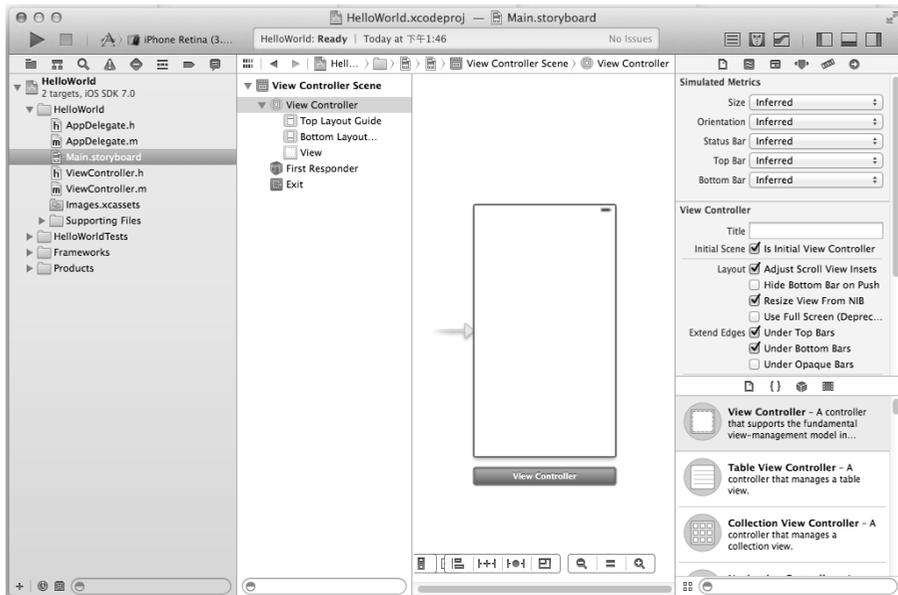 HelloWorld.xcodeproj — Main.storyboard
iPhone Retina (3....
HelloWorld: Ready | Today at 下午1:46
No Issues
HelloWorld
2 targets, iOS SDK 7.0
HelloWorld
h AppDelegate.h
m AppDelegate.m
Main.storyboard
h ViewController.h
m ViewController.m
Images.xcassets
Supporting Files
HelloWorldTests
Frameworks
Products
Hell...
View Controller Scene
View Controller
View Controller Scene
View Controller
Top Layout Guide
Bottom Layout...
View
First Responder
Exit
View Controller
Simulated Metrics
Size Inferred
Orientation Inferred
Status Bar Inferred
Top Bar Inferred
Bottom Bar Inferred
View Controller
Title
Initial Scene Is Initial View Controller
Layout Adjust Scroll View Insets
Hide Bottom Bar on Push
Resize View From NIB
Use Full Screen (Deprec...
Extend Edges Under Top Bars
Under Bottom Bars
Under Opaque Bars
{ }
View Controller – A controller
that supports the fundamental
view-management model in...
Table View Controller – A
controller that manages a table
view.
Collection View Controller – A
controller that manages a
collection view.